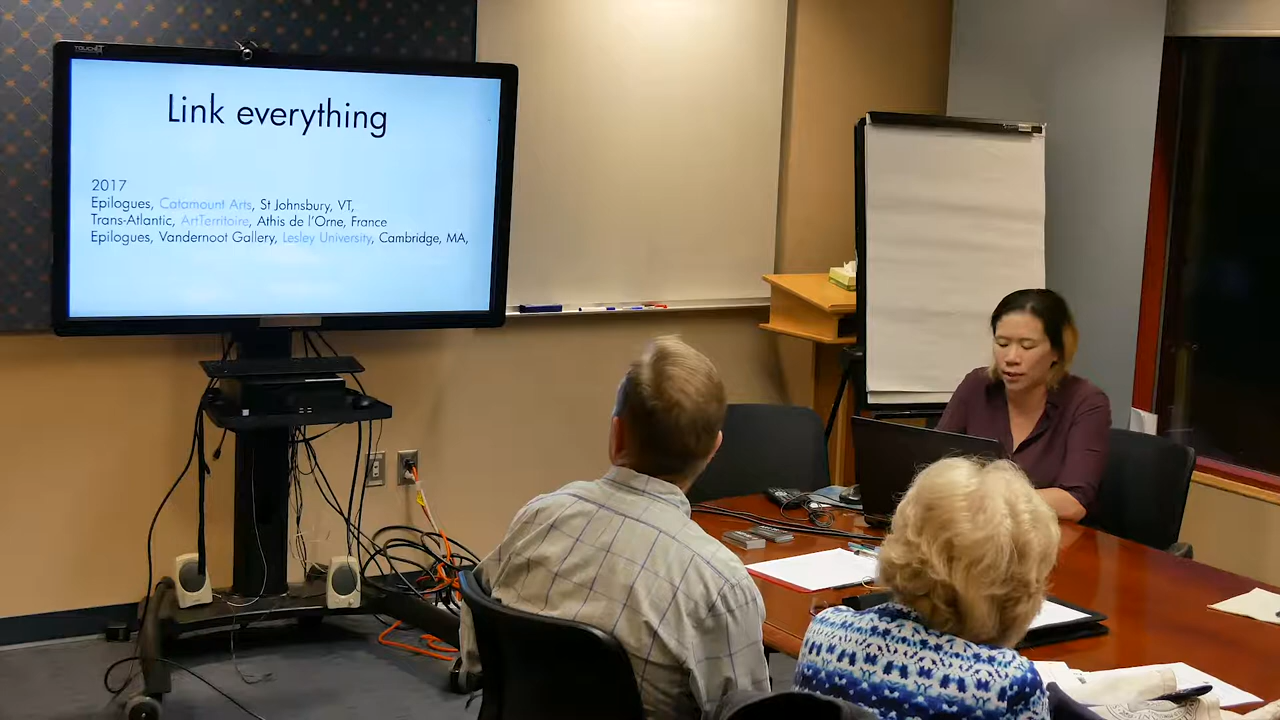 Link everything
2017
Epilogues, Catamount Arts, St Johnsbury, VT,
Trans-Atlantic, ArtTerritoire, Athis de l'Orne, France
Epilogues, Vandernoot Gallery, Lesley University, Cambridge, MA,